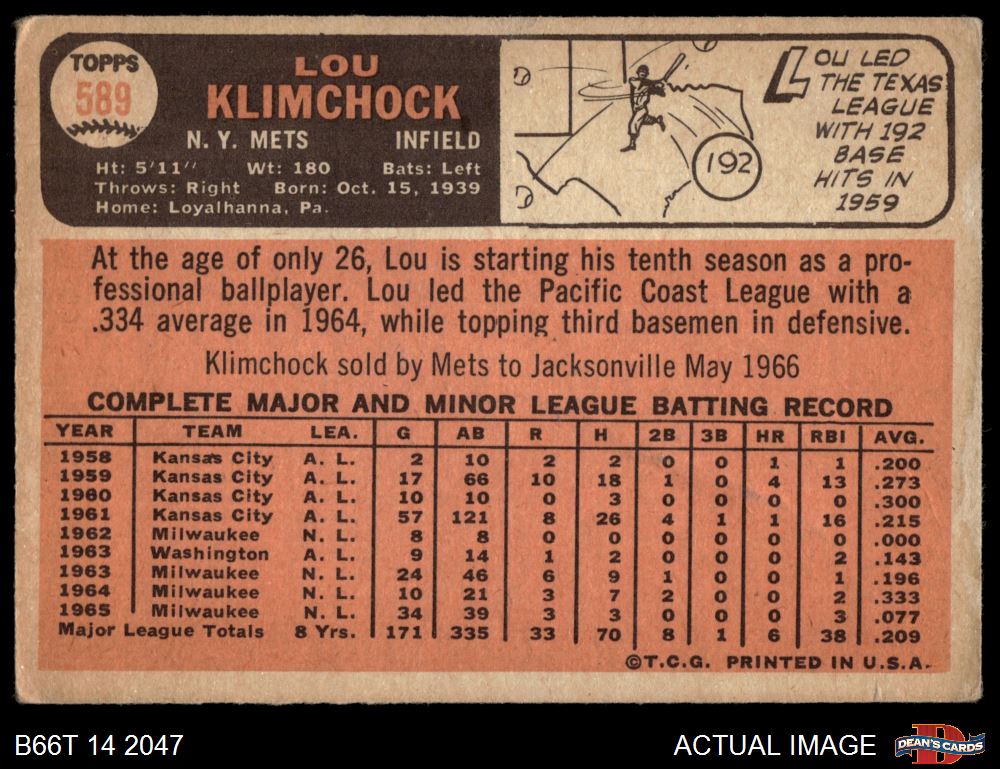 TOPPS
589
LOU
KLIMCHOCK
N. Y. METS INFIELD
Ht: 5'11" Wt: 180 Bats: Left
Throws: Right Born: Oct. 15, 1939
Home: Loyalhanna, Pa.
192
LOU LED
THE TEXAS
LEAGUE
WITH 192
BASE
HITS IN
1959
At the age of only 26, Lou is starting his tenth season as a pro-
fessional ballplayer. Lou led the Pacific Coast League with a
.334 average in 1964, while topping third basemen in defensive.
Klimchock sold by Mets to Jacksonville May 1966
COMPLETE MAJOR AND MINOR LEAGUE BATTING RECORD
YEAR TEAM LEA. G AB R H 2B 3B HR RBI AVG.
1958 Kansas City A. L. 2 10 2 2 0 0 1 1 .200
1959 Kansas City A. L. 17 66 10 18 1 0 4 13 .273
1960 Kansas City A. L. 10 10 0 3 0 0 0 0 .300
1961 Kansas City A. L. 57 121 8 26 4 1 1 16 .215
1962 Milwaukee N. L. 8 8 0 0 0 0 0 0 .000
1963 Washington A. L. 9 14 1 2 0 0 0 2 .143
1963 Milwaukee N. L. 24 46 6 9 1 0 0 1 .196
1964 Milwaukee N. L. 10 21 3 7 2 0 0 2 .333
1965 Milwaukee N. L. 34 39 3 3 0 0 0 3 .077
Major League Totals 8 Yrs. 171 335 33 70 8 1 6 38 .209
©T.C.G. PRINTED IN U.S.A.
B66T 14 2047
ACTUAL IMAGE
DEAN'S CARDS